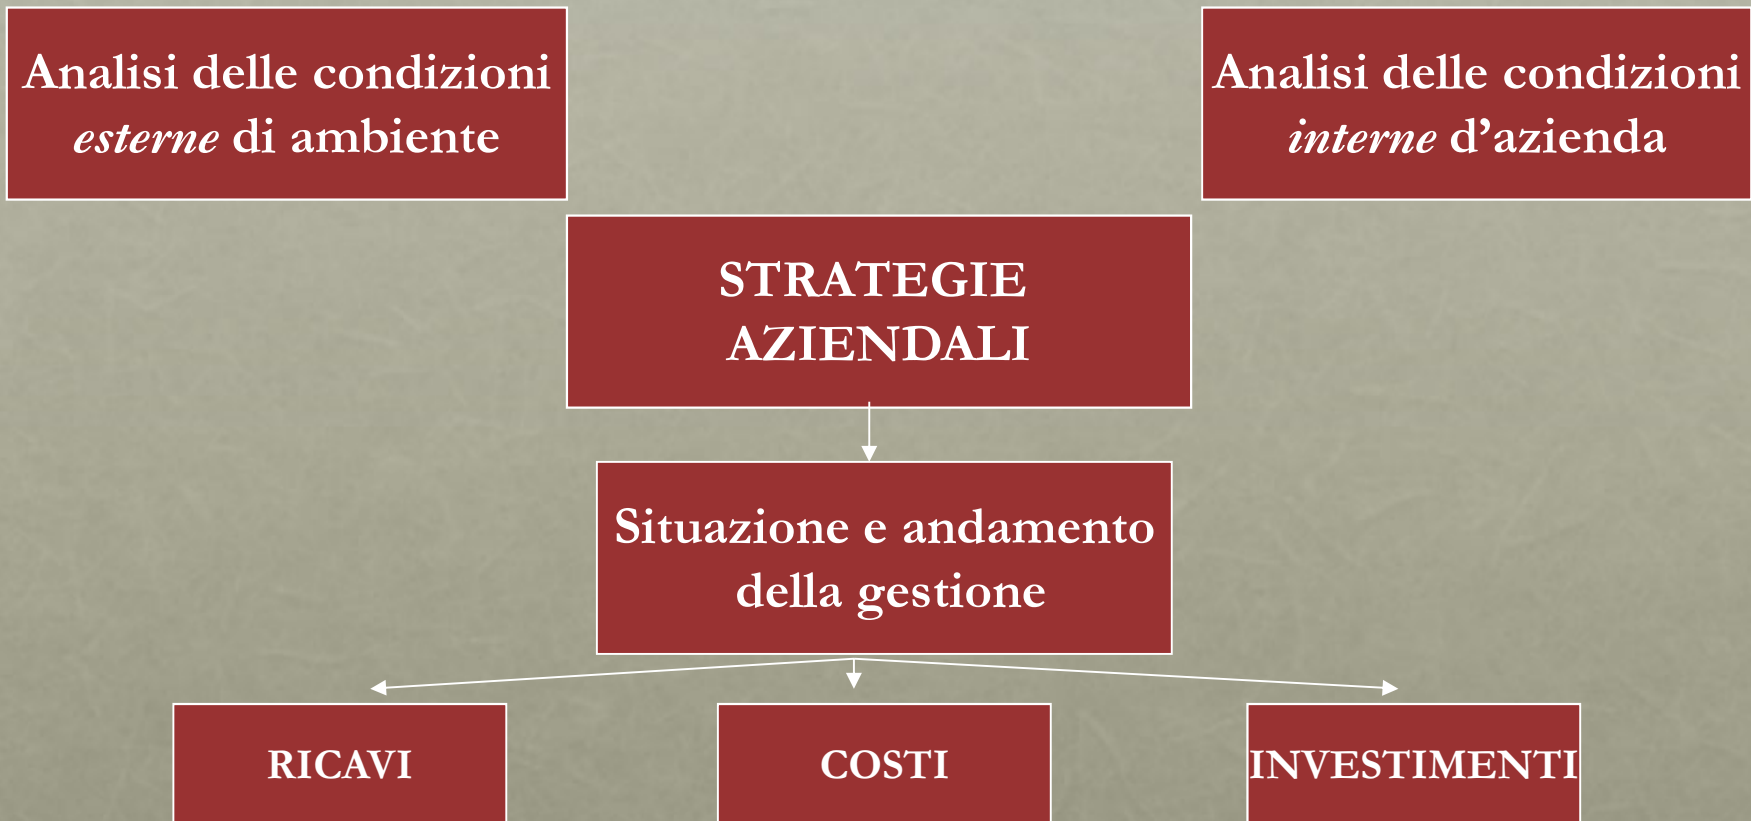 Analisi delle condizioni
esterne di ambiente
Analisi delle condizioni
interne d’azienda
STRATEGIE
AZIENDALI
Situazione e andamento
della gestione
RICAVI
COSTI
INVESTIMENTI